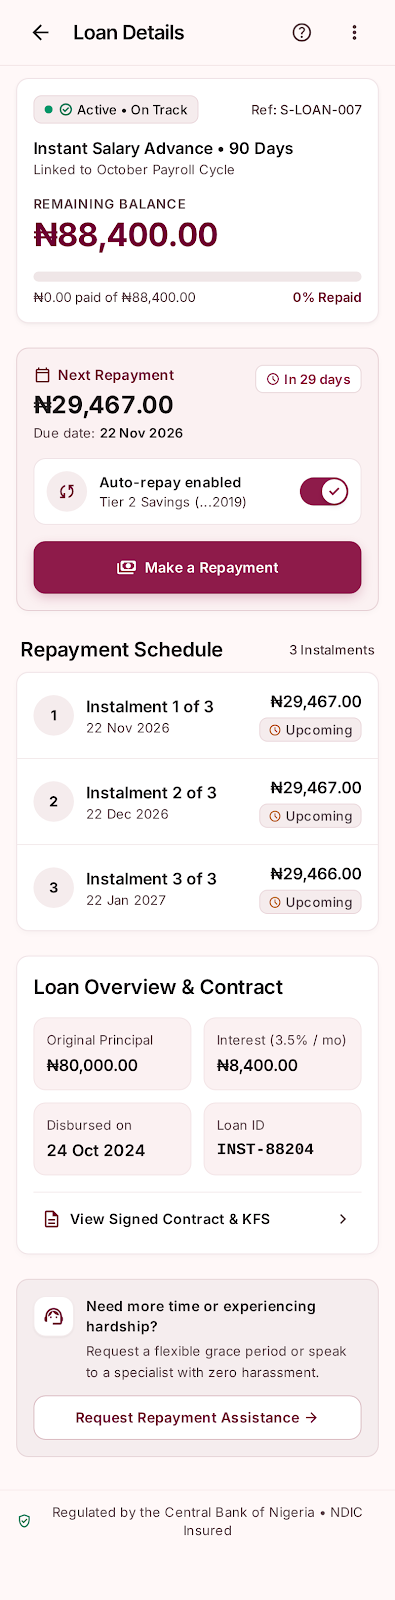 Loan Details
Active • On Track
Ref: S-LOAN-007
Instant Salary Advance • 90 Days
Linked to October Payroll Cycle
REMAINING BALANCE
₦88,400.00
₦0.00 paid of ₦88,400.00
0% Repaid
Next Repayment
In 29 days
₦29,467.00
Due date: 22 Nov 2026
Auto-repay enabled
Tier 2 Savings (...2019)
Make a Repayment
Repayment Schedule
3 Instalments
1
Instalment 1 of 3
22 Nov 2026
₦29,467.00
Upcoming
2
Instalment 2 of 3
22 Dec 2026
₦29,467.00
Upcoming
3
Instalment 3 of 3
22 Jan 2027
₦29,466.00
Upcoming
Loan Overview & Contract
Original Principal
₦80,000.00
Interest (3.5% / mo)
₦8,400.00
Disbursed on
24 Oct 2024
Loan ID
INST-88204
View Signed Contract & KFS
Need more time or experiencing
hardship?
Request a flexible grace period or speak
to a specialist with zero harassment.
Request Repayment Assistance →
Regulated by the Central Bank of Nigeria • NDIC
Insured